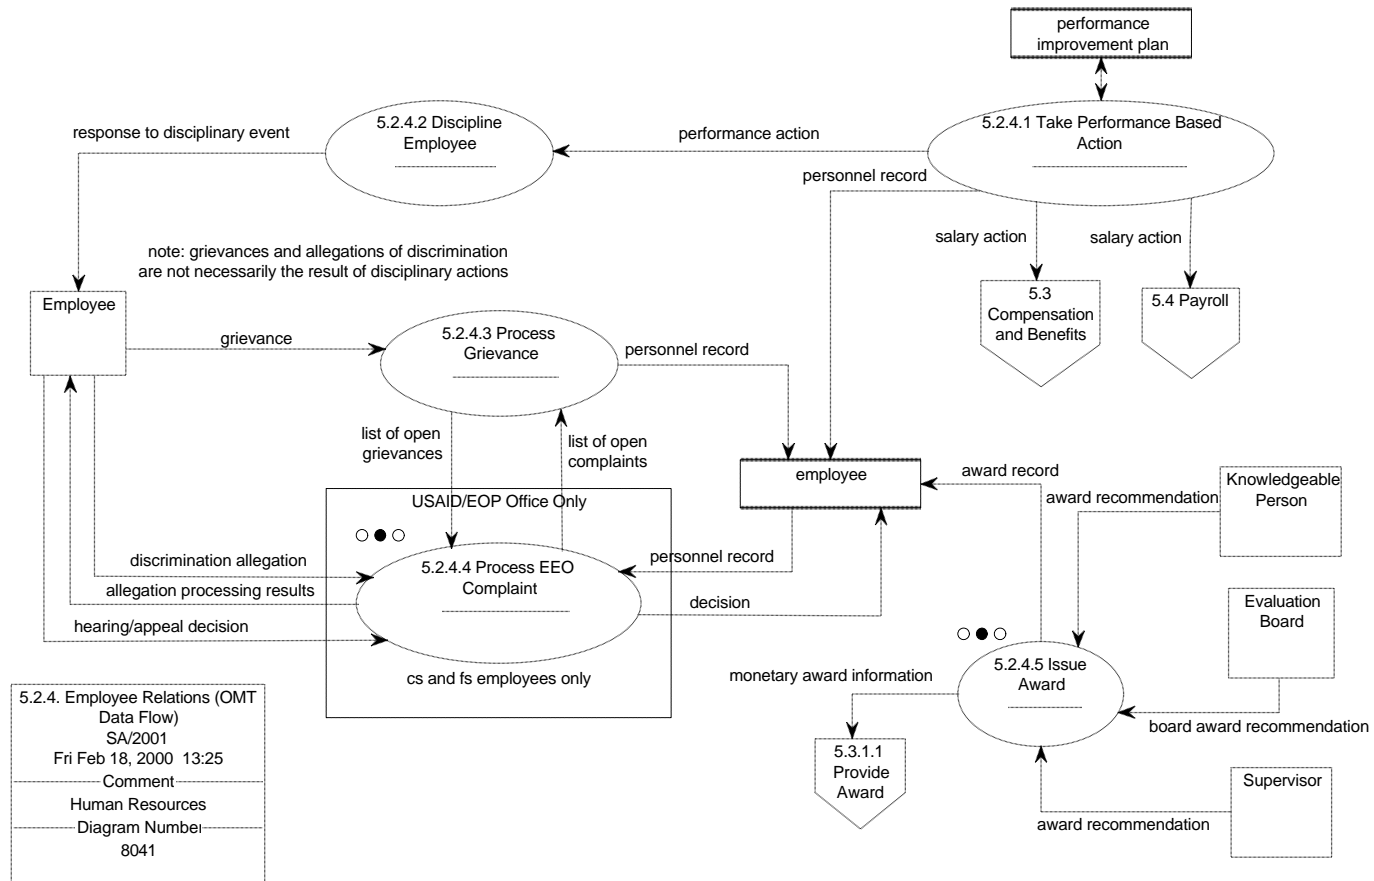 performance
improvement plan
5.2.4.2 Discipline
Employee
response to disciplinary event
performance action
5.2.4.1 Take Performance Based
Action
personnel record
salary action
salary action
note: grievances and allegations of discrimination
are not necessarily the result of disciplinary actions
Employee
5.3
Compensation
and Benefits
5.4 Payroll
grievance
5.2.4.3 Process
Grievance
personnel record
list of open
grievances
list of open
complaints
employee
award record
Knowledgeable
Person
award recommendation
USAID/EOP Office Only
discrimination allegation
5.2.4.4 Process EEO
Complaint
personnel record
allegation processing results
decision
hearing/appeal decision
Evaluation
Board
cs and fs employees only
monetary award information
5.2.4.5 Issue
Award
board award recommendation
5.2.4. Employee Relations (OMT
Data Flow)
SA/2001
Fri Feb 18, 2000 13:25
Comment
Human Resources
Diagram Number
8041
5.3.1.1
Provide
Award
Supervisor
award recommendation